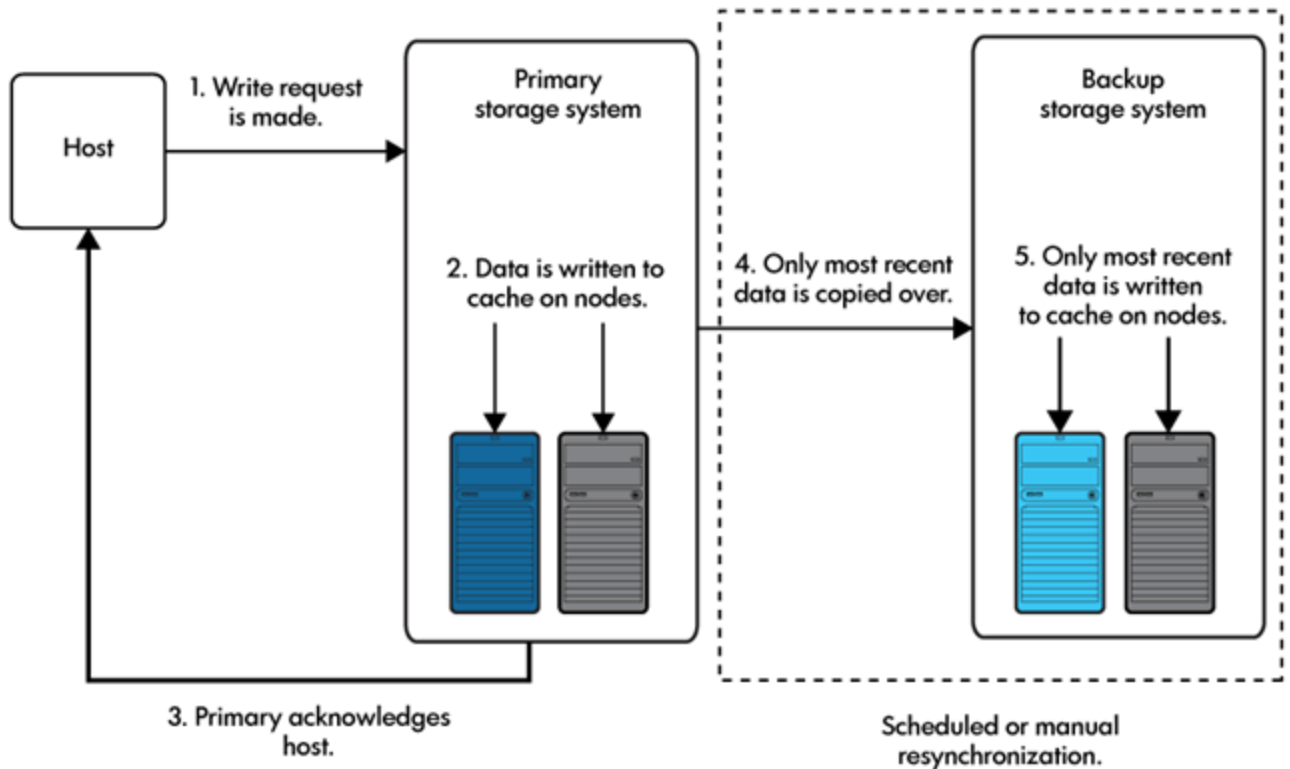 Host
1. Write request
is made.
Primary
storage system
2. Data is written to
cache on nodes.
3. Primary acknowledges
host.
4. Only most recent
data is copied over.
Backup
storage system
5. Only most recent
data is written
to cache on nodes.
Scheduled or manual
resynchronization.